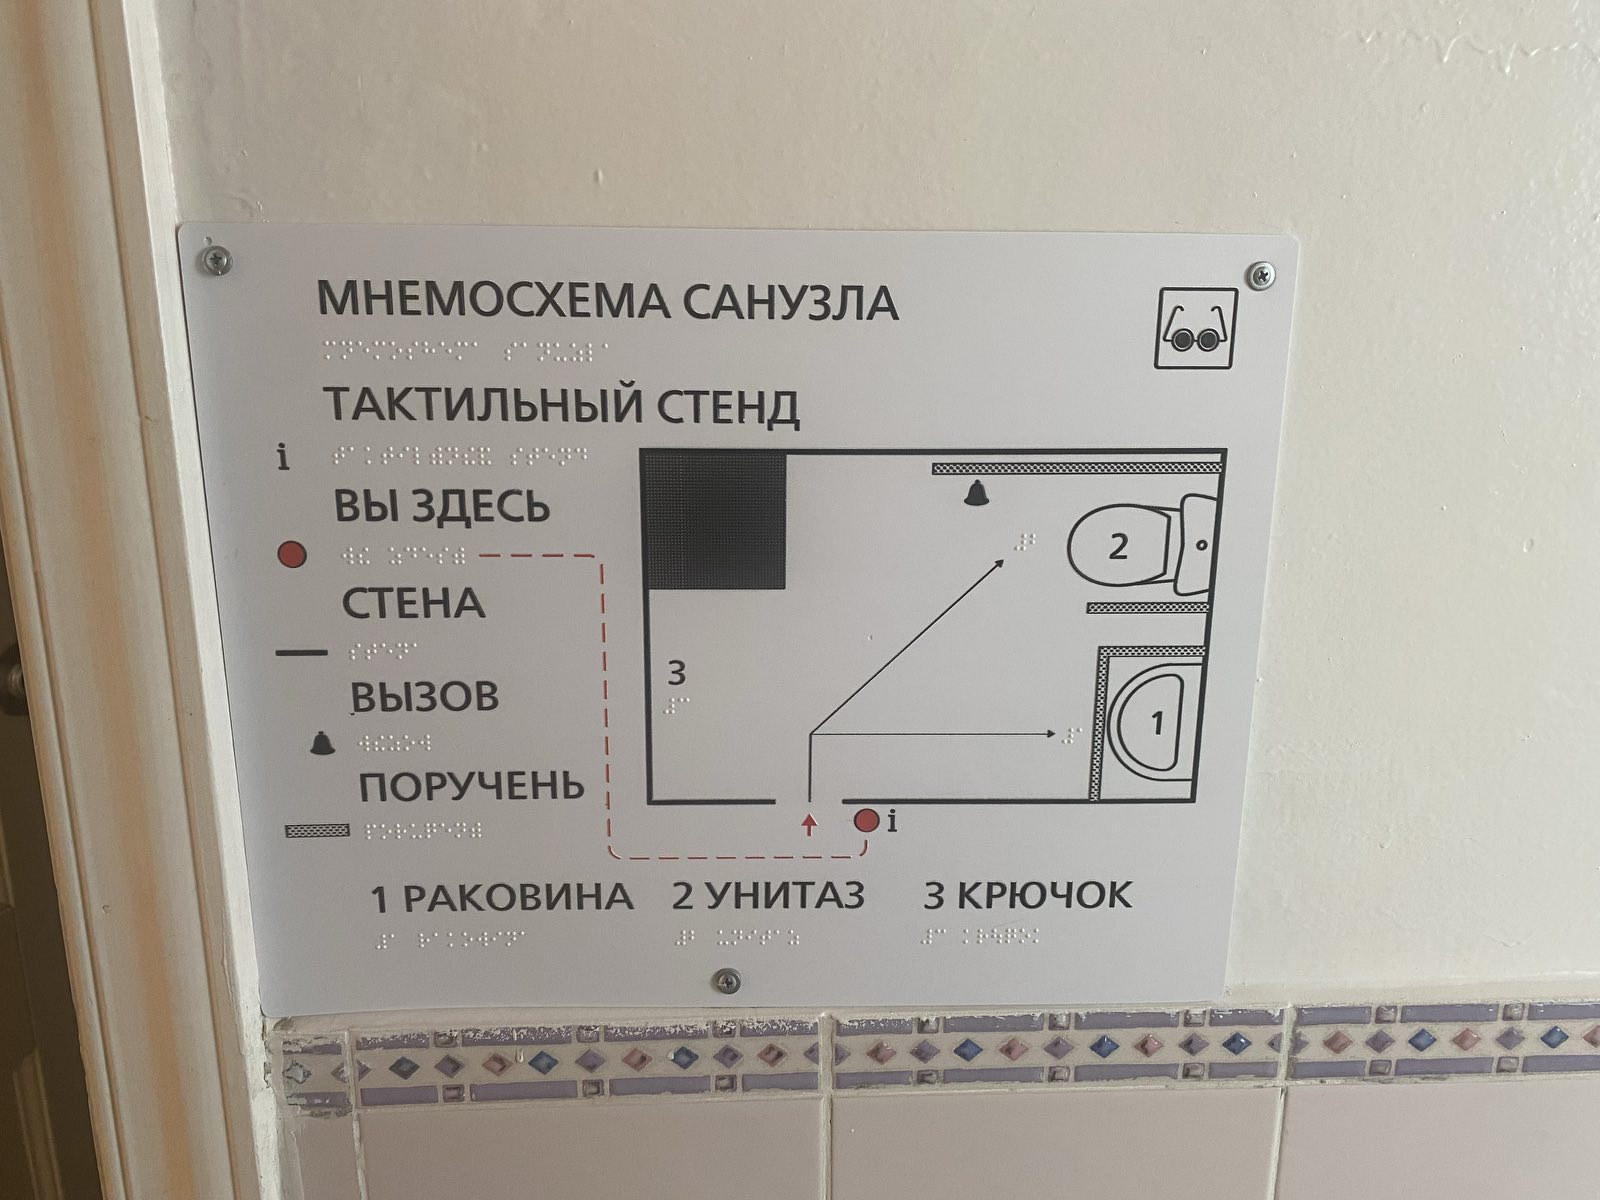 МНЕМОСХЕМА САНУЗЛА
ТАКТИЛЬНЫЙ СТЕНД
i
ВЫ ЗДЕСЬ
СТЕНА
ВЫЗОВ
ПОРУЧЕНЬ
2
3
1
i
1 РАКОВИНА 2 УНИТАЗ 3 КРЮЧОК